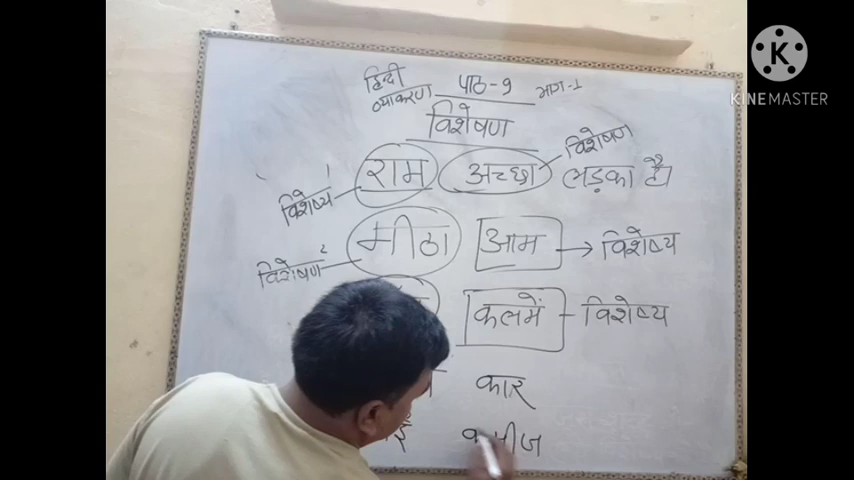 हिन्दी पाठ-9 भाग-1
व्याकरण
विशेषण
विशेषण
राम अच्छा लड़का है।
विशेष्य
मीठा आम → विशेष्य
विशेषण
कलमें - विशेष्य
कार
KINEMASTER